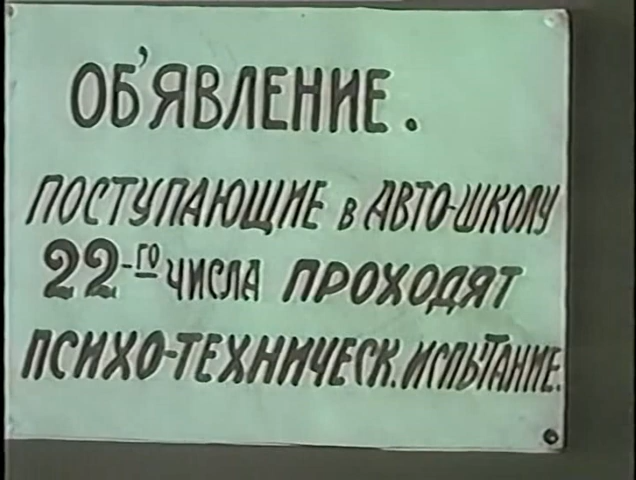 ОБ'ЯВЛЕНИЕ.
ПОСТУПАЮЩИЕ в АВТО-ШКОЛУ
22-го ЧИСЛА ПРОХОДЯТ
ПСИХО-ТЕХНИЧЕСК. ИСПЫТАНИЕ.